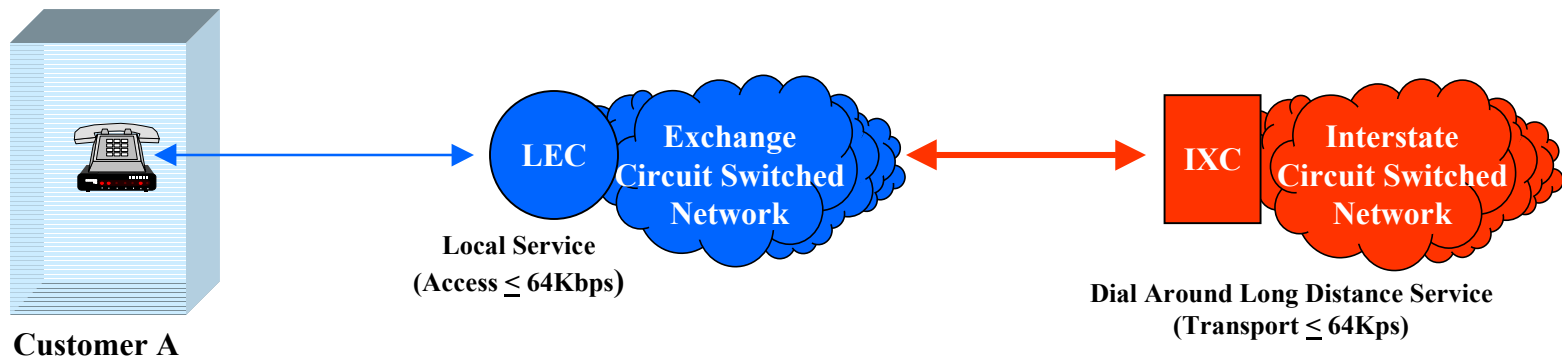 LEC
Exchange
Circuit Switched
Network
IXC
Interstate
Circuit Switched
Network
Local Service
(Access ≤ 64Kbps)
Dial Around Long Distance Service
(Transport ≤ 64Kps)
Customer A